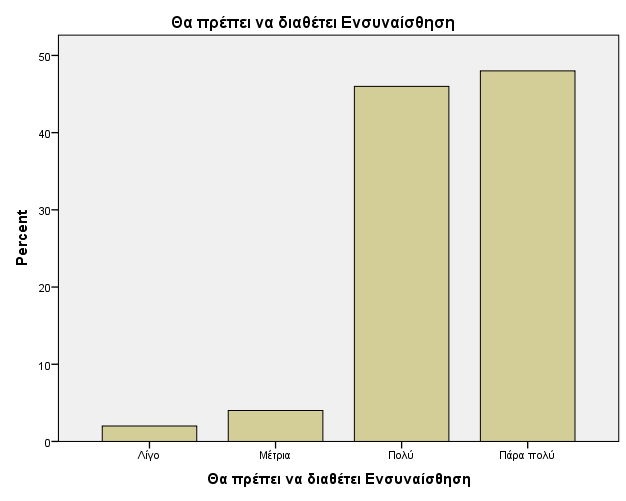 Θα πρέπει να διαθέτει Ενσυναίσθηση
Percent
50
40
30
20
10
0
Λίγο
Μέτρια
Πολύ
Πάρα πολύ
Θα πρέπει να διαθέτει Ενσυναίσθηση